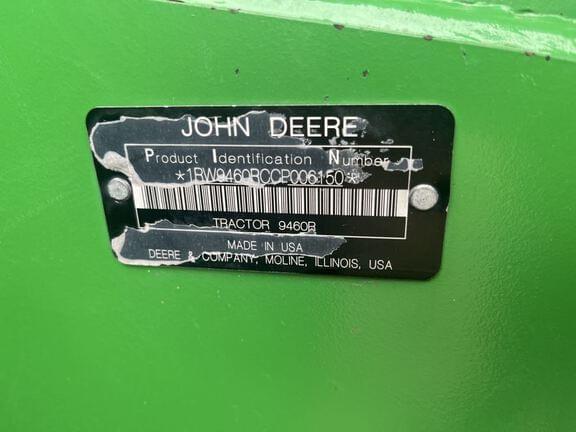 JOHN DEERE
Product Identification Number
*1RW9460RCCP006150*
TRACTOR 9460R
MADE IN USA
DEERE & COMPANY, MOLINE, ILLINOIS, USA